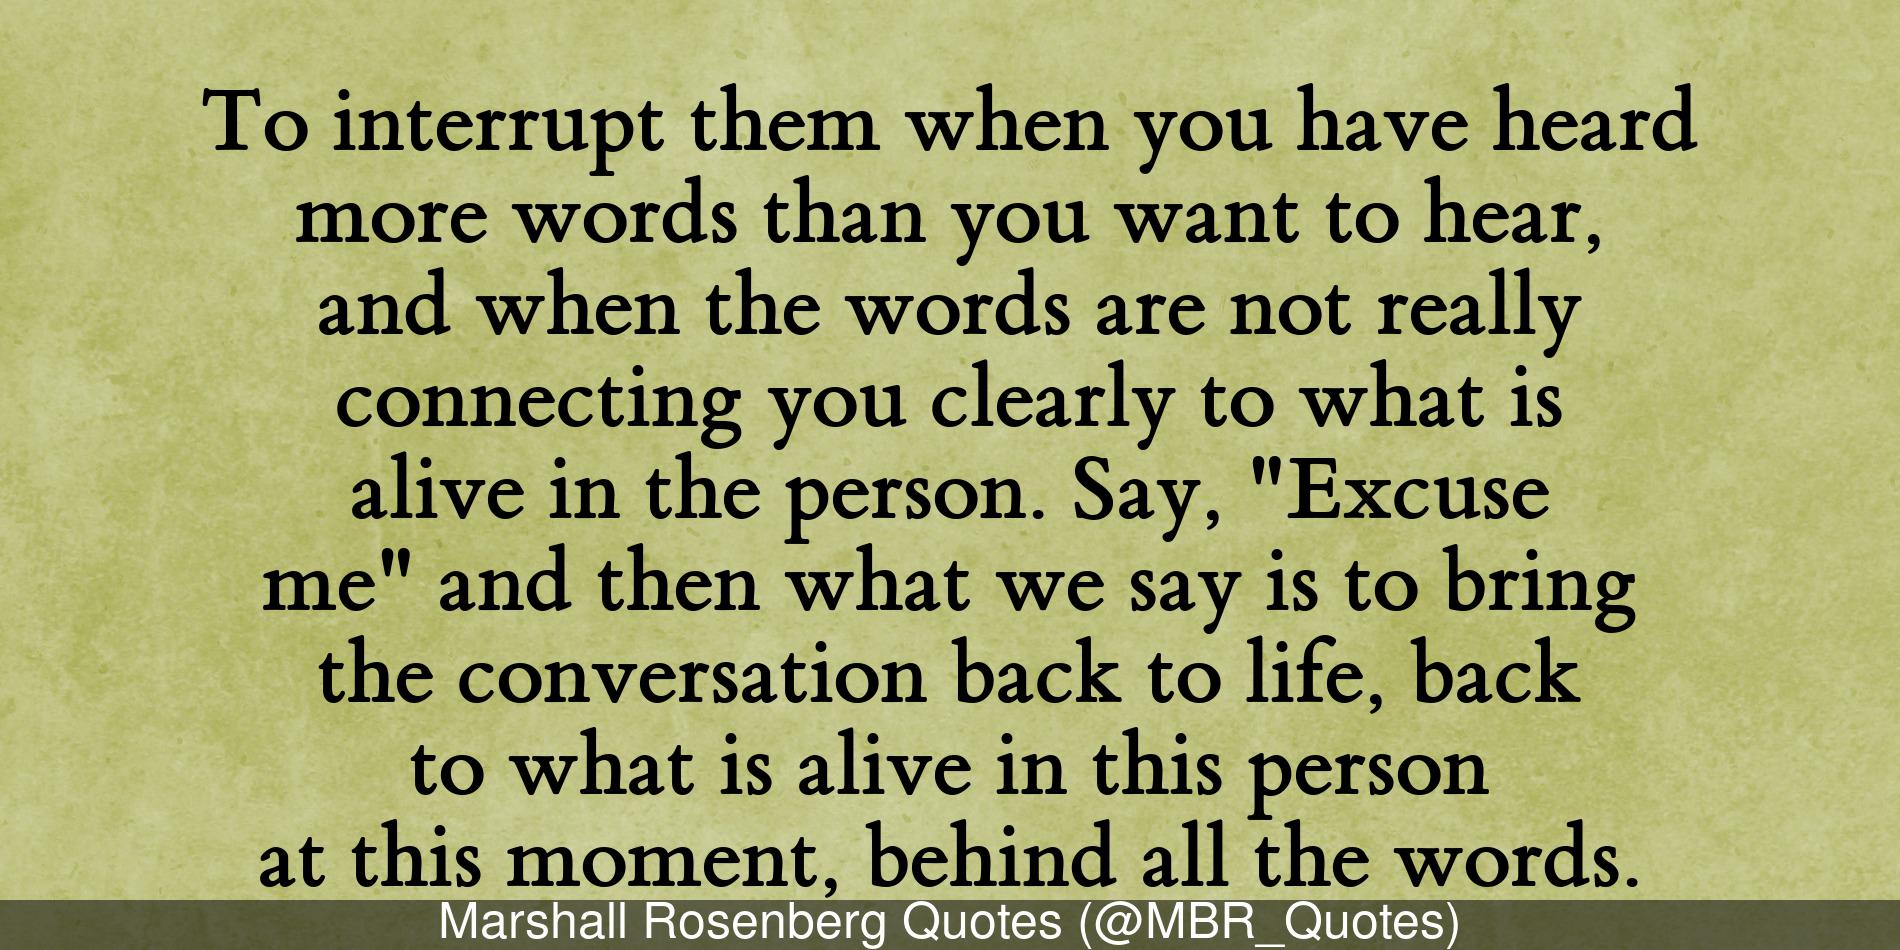 To interrupt them when you have heard
more words than you want to hear,
and when the words are not really
connecting you clearly to what is
alive in the person. Say, "Excuse
me" and then what we say is to bring
the conversation back to life, back
to what is alive in this person
at this moment, behind all the words.
Marshall Rosenberg Quotes (@MBR_Quotes)